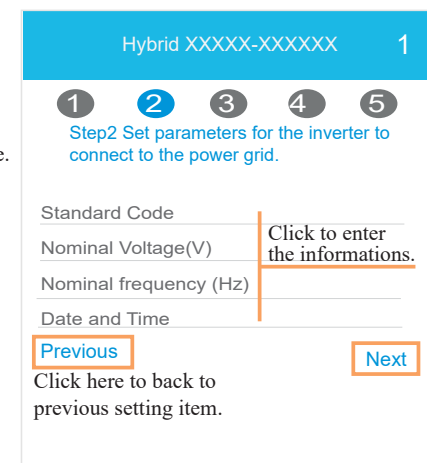 Hybrid XXXXX-XXXXXX 1
1 2 3 4 5
Step2 Set parameters for the inverter to
connect to the power grid.
e.
Standard Code
Nominal Voltage(V)
Click to enter
the informations.
Nominal frequency (Hz)
Date and Time
Previous
Next
Click here to back to
previous setting item.